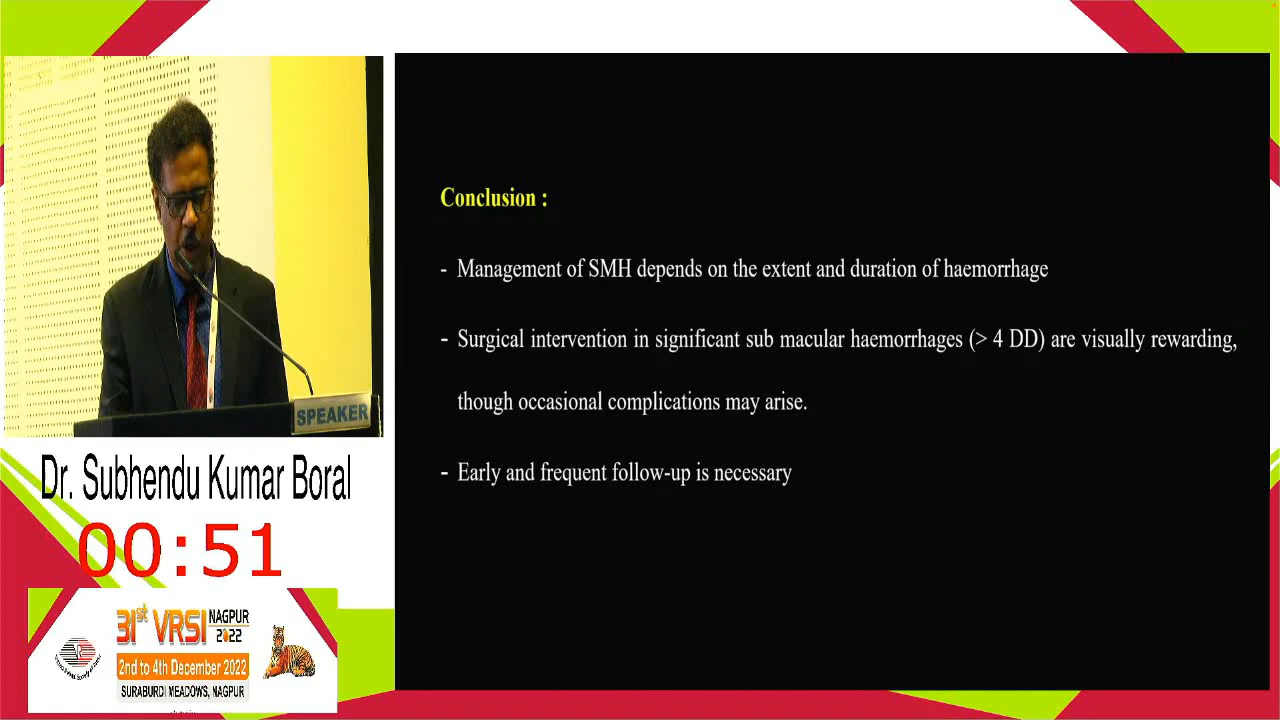 Conclusion :
- Management of SMH depends on the extent and duration of haemorrhage
- Surgical intervention in significant sub macular haemorrhages (> 4 DD) are visually rewarding,
though occasional complications may arise.
- Early and frequent follow-up is necessary
SPEAKER
Dr. Subhendu Kumar Boral
00:51
31st VRSI NAGPUR
2022
2nd to 4th December 2022
SURABURDI MEADOWS, NAGPUR